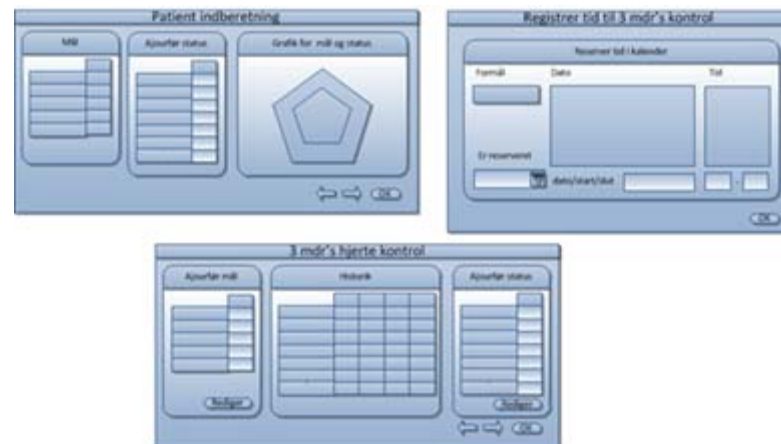 Patient indberetning
Mål
Ajourfør status
Grafik for mål og status
OK
Registrer tid til 3 mdr's kontrol
Reserver tid i kalender
Formål
Dato
Tid
Er reserveret
dato/start/slut
-
OK
3 mdr's hjerte kontrol
Ajourfør mål
Historik
Ajourfør status
Rediger
Rediger
OK